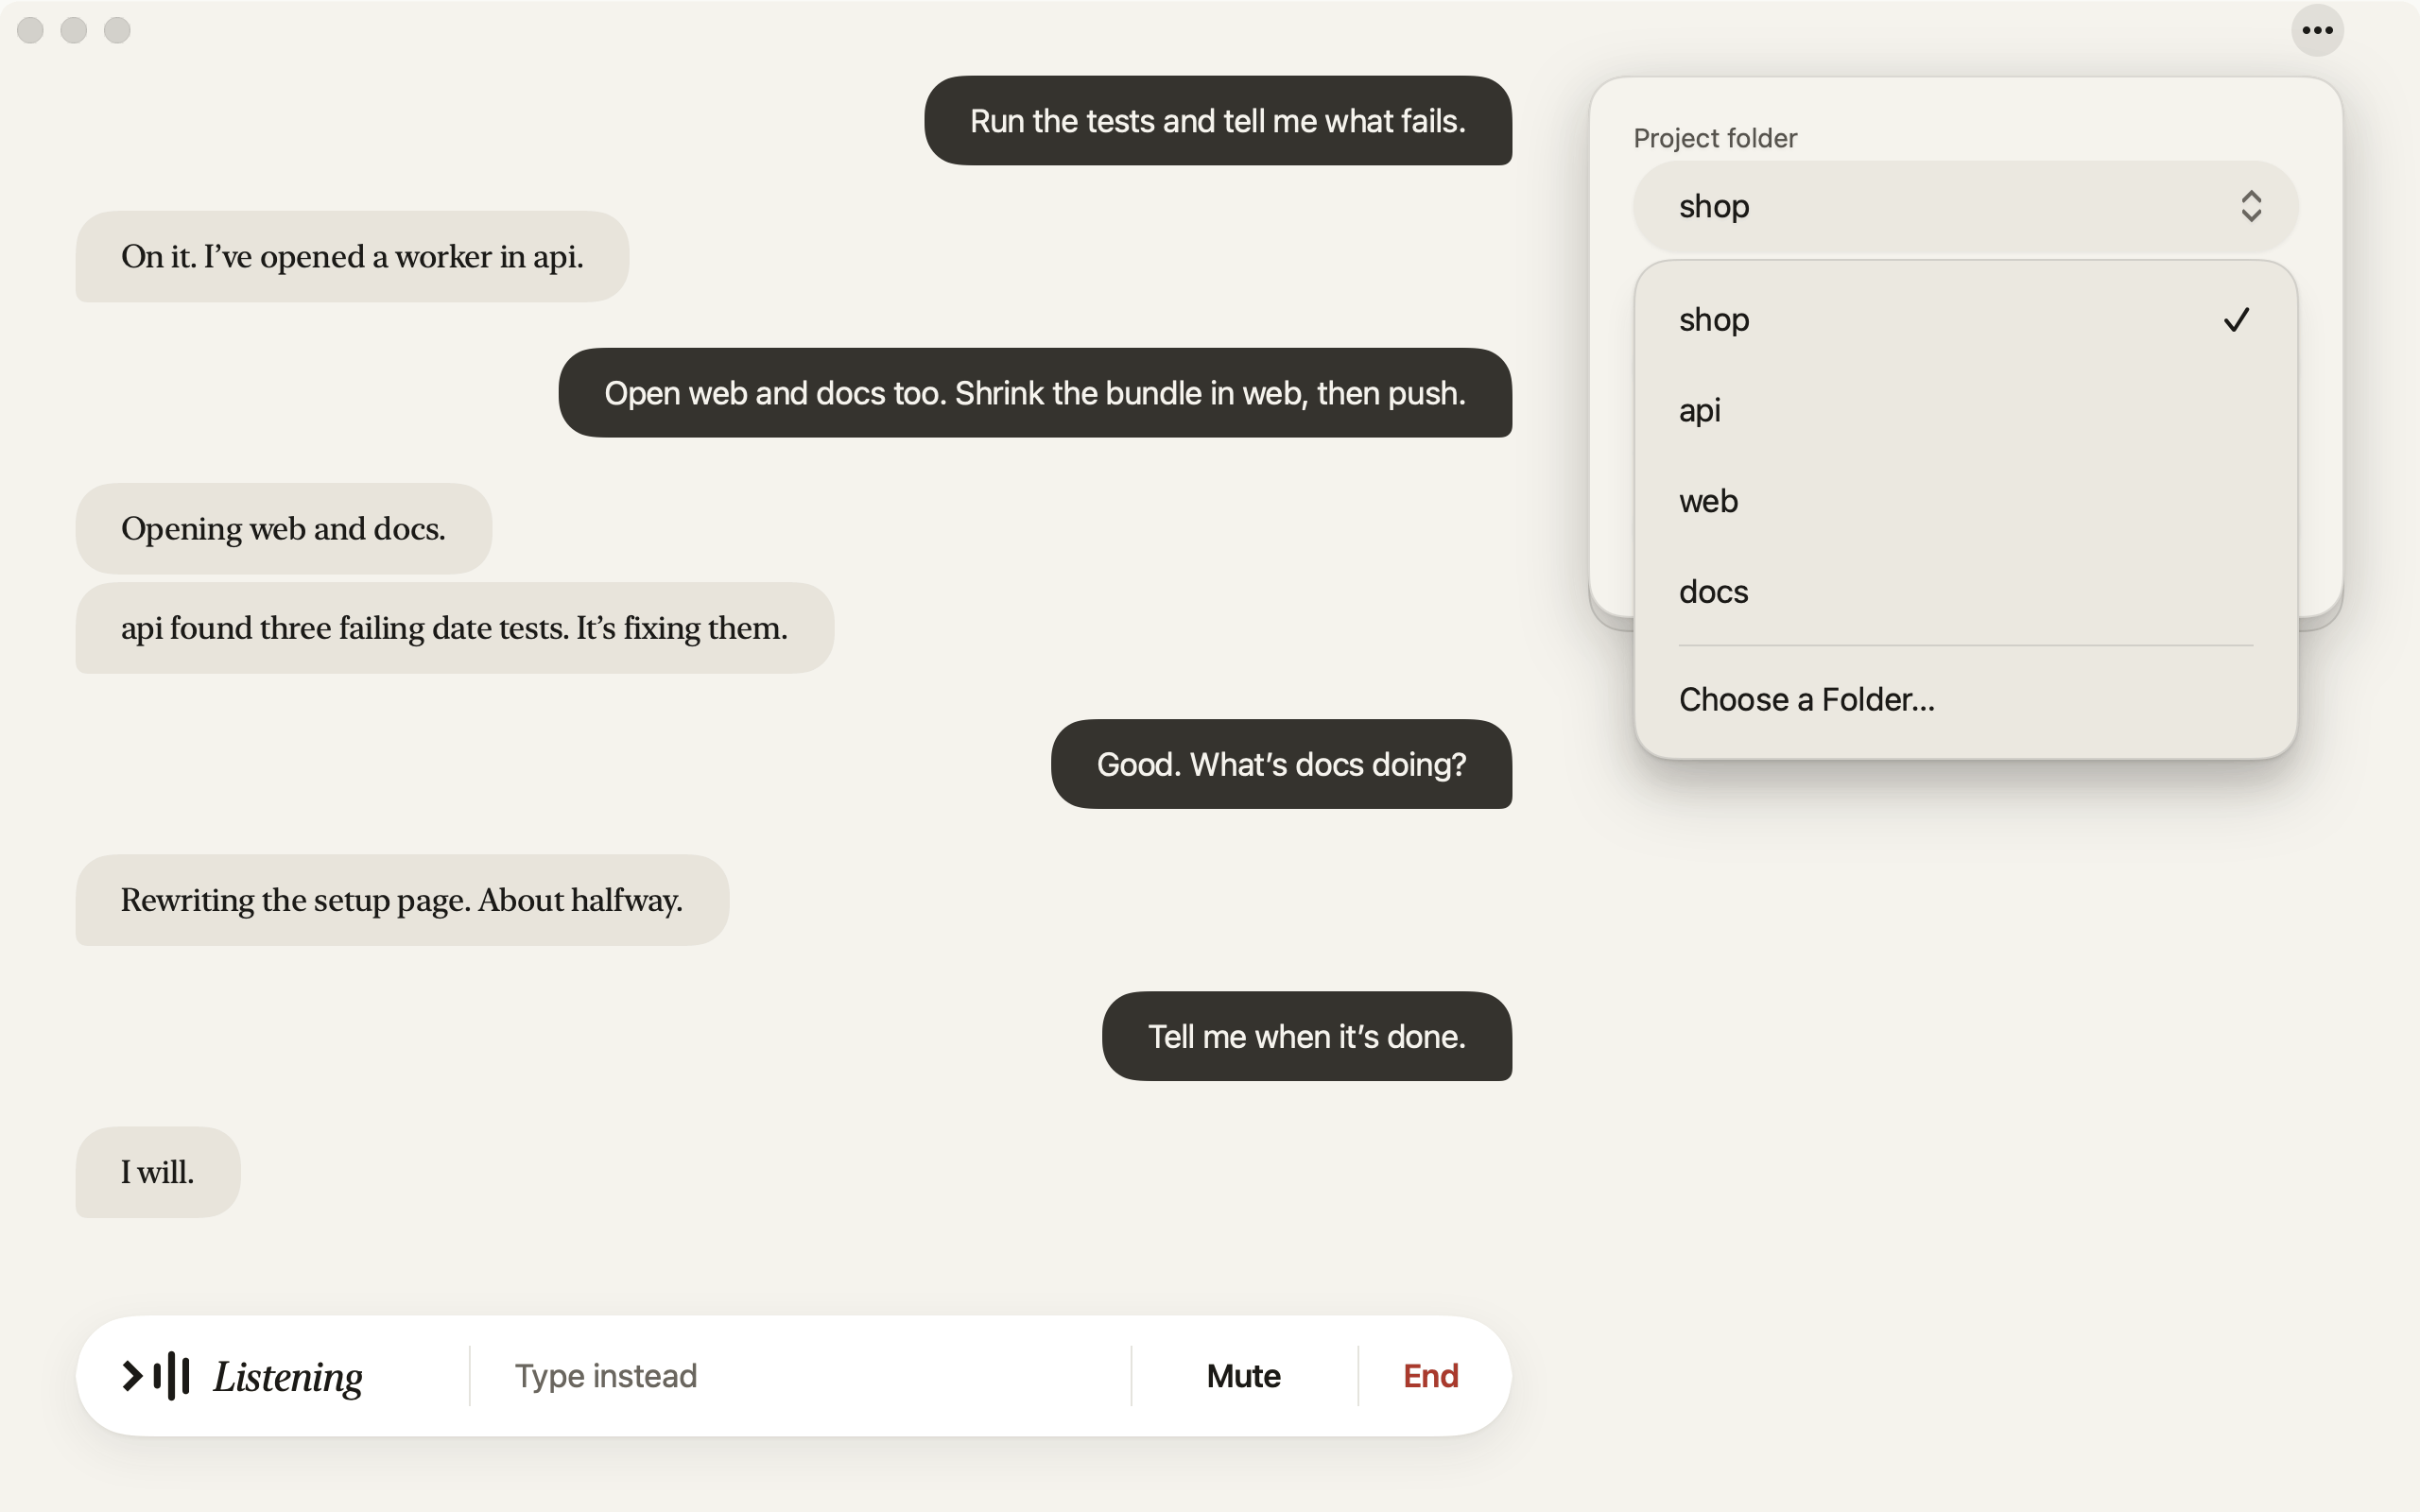 Run the tests and tell me what fails.
On it. I’ve opened a worker in api.
Open web and docs too. Shrink the bundle in web, then push.
Opening web and docs.
api found three failing date tests. It’s fixing them.
Good. What’s docs doing?
Rewriting the setup page. About halfway.
Tell me when it’s done.
I will.
Listening
Type instead
Mute
End
Project folder
shop
shop
api
web
docs
Choose a Folder...